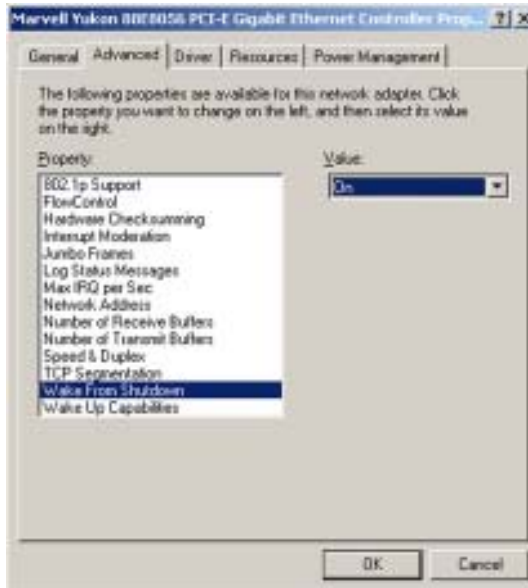 Marvell Yukon 88E8056 PCI-E Gigabit Ethernet Controller Prop...
General Advanced Driver Resources Power Management
The following properties are available for this network adapter. Click
the property you want to change on the left, and then select its value
on the right.
Property: Value:
802.1p Support On
FlowControl
Hardware Checksumming
Interrupt Moderation
Jumbo Frames
Log Status Messages
Max IRQ per Sec
Network Address
Number of Receive Buffers
Number of Transmit Buffers
Speed & Duplex
TCP Segmentation
Wake From Shutdown
Wake Up Capabilities
OK Cancel